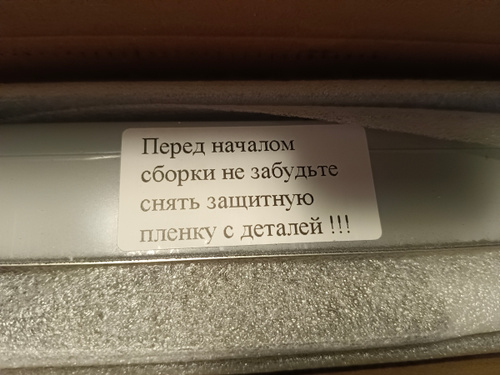 Перед началом
сборки не забудьте
снять защитную
пленку с деталей !!!